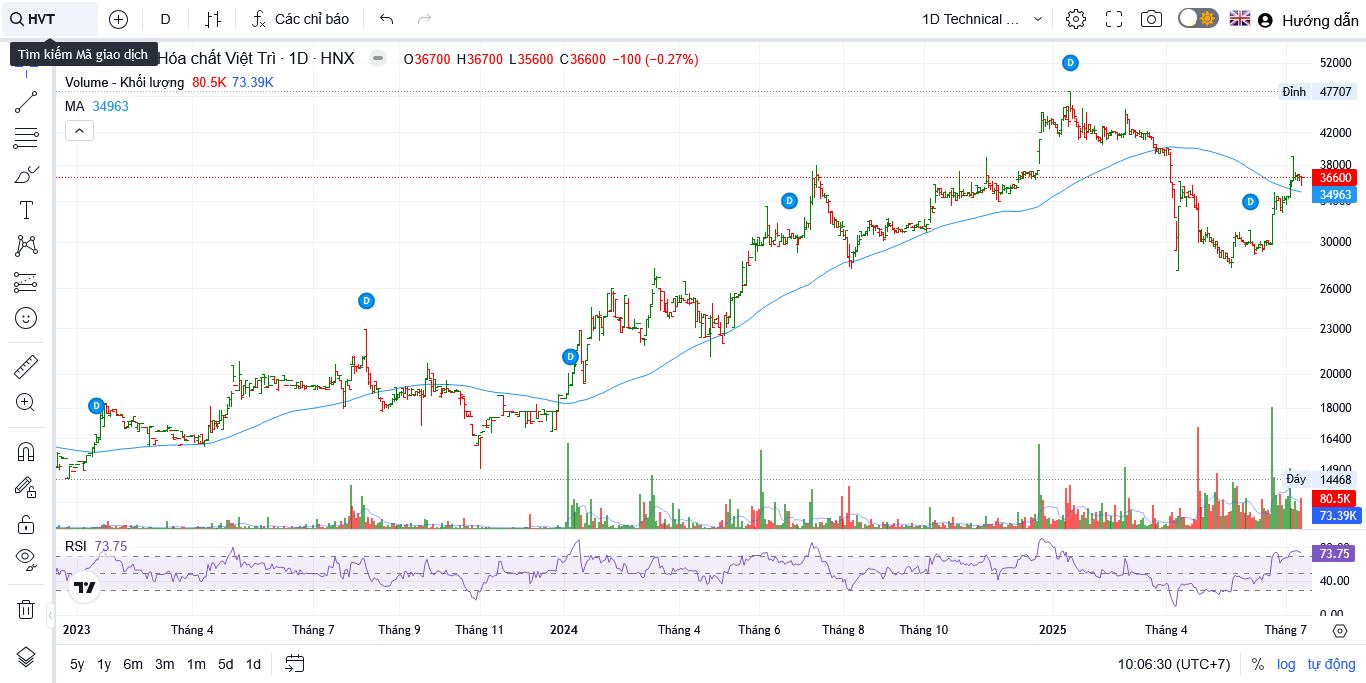 HVT
D
Các chỉ báo
1D Technical ...
Hướng dẫn
Tìm kiếm Mã giao dịch
Hóa chất Việt Trì · 1D · HNX
O36700 H36700 L35600 C36600 −100 (−0.27%)
Volume - Khối lượng 80.5K 73.39K
MA 34963
D
D
D
D
D
D
52000
Đỉnh 47707
42000
38000
36600
34963
34000
30000
26000
23000
20000
18000
16400
14900
Đáy 14468
80.5K
73.39K
RSI 73.75
73.75
40.00
0.00
2023 Tháng 4 Tháng 7 Tháng 9 Tháng 11 2024 Tháng 4 Tháng 6 Tháng 8 Tháng 10 2025 Tháng 4 Tháng 7
5y 1y 6m 3m 1m 5d 1d
10:06:30 (UTC+7) % log tự động